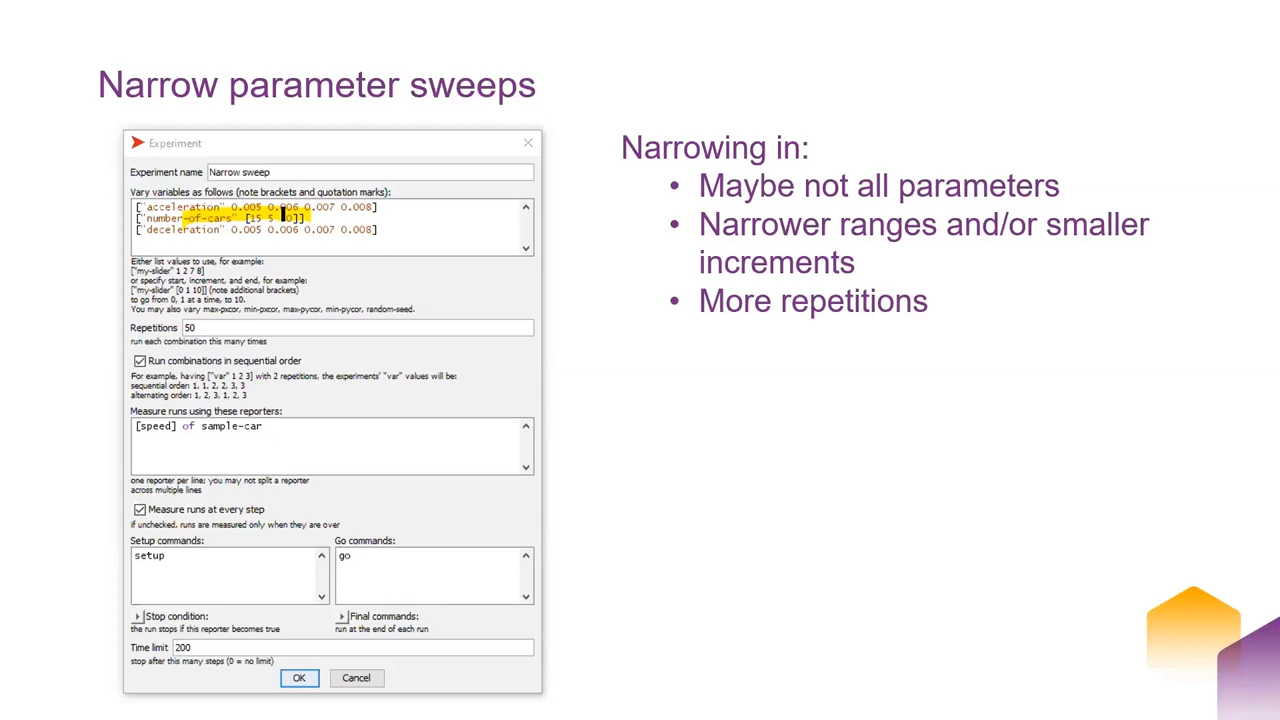 Narrow parameter sweeps
Experiment
Experiment name Narrow sweep
Vary variables as follows (note brackets and quotation marks):
["acceleration" 0.005 0.006 0.007 0.008]
["number-of-cars" [15 5 0]]
["deceleration" 0.005 0.006 0.007 0.008]
Either list values to use, for example:
["my-slider" 1 2 7 8]
or specify start, increment, and end, for example:
["my-slider" [0 1 10]] (note additional brackets)
to go from 0, 1 at a time, to 10.
You may also vary max-pxcor, min-pxcor, max-pycor, min-pycor, random-seed.
Repetitions 50
run each combination this many times
Run combinations in sequential order
For example, having ["var" 1 2 3] with 2 repetitions, the experiments' "var" values will be:
sequential order: 1, 1, 2, 2, 3, 3
alternating order: 1, 2, 3, 1, 2, 3
Measure runs using these reporters:
[speed] of sample-car
one reporter per line; you may not split a reporter
across multiple lines
Measure runs at every step
if unchecked, runs are measured only when they are over
Setup commands: Go commands:
setup go
Stop condition: Final commands:
the run stops if this reporter becomes true run at the end of each run
Time limit 200
stop after this many steps (0 = no limit)
OK Cancel
Narrowing in:
• Maybe not all parameters
• Narrower ranges and/or smaller
increments
• More repetitions